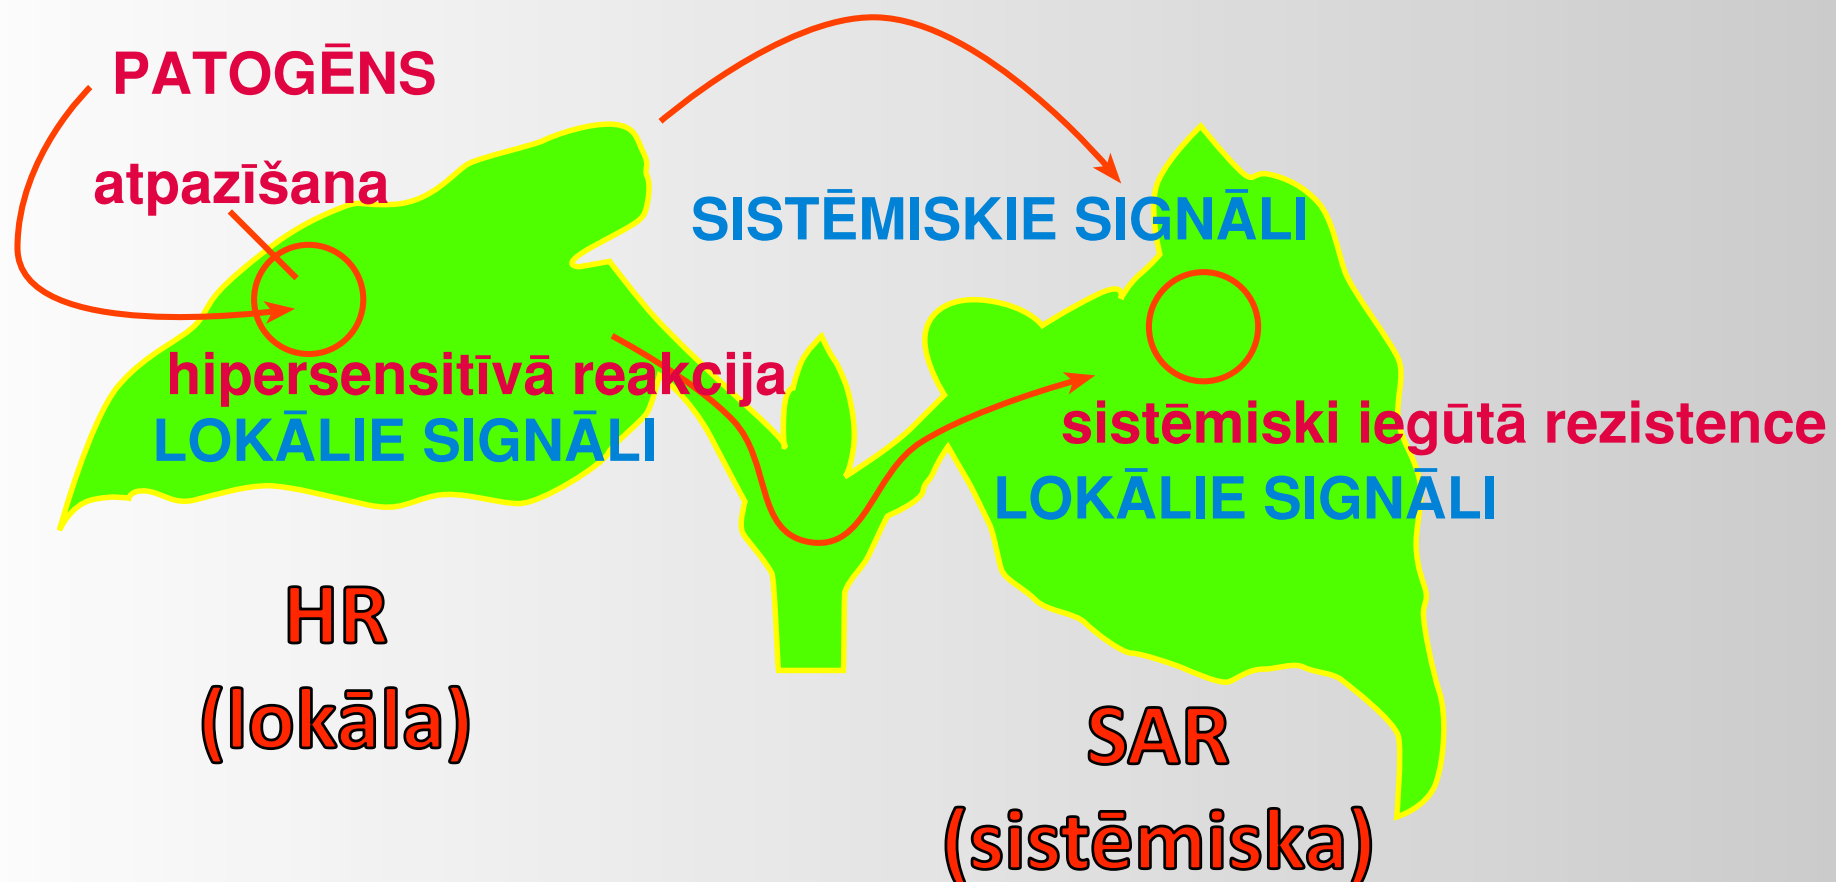 PATOGĒNS
atpazīšana
SISTĒMISKIE SIGNĀLI
hipersensitīvā reakcija
LOKĀLIE SIGNĀLI
sistēmiski iegūtā rezistence
LOKĀLIE SIGNĀLI
HR
(lokāla)
SAR
(sistēmiska)